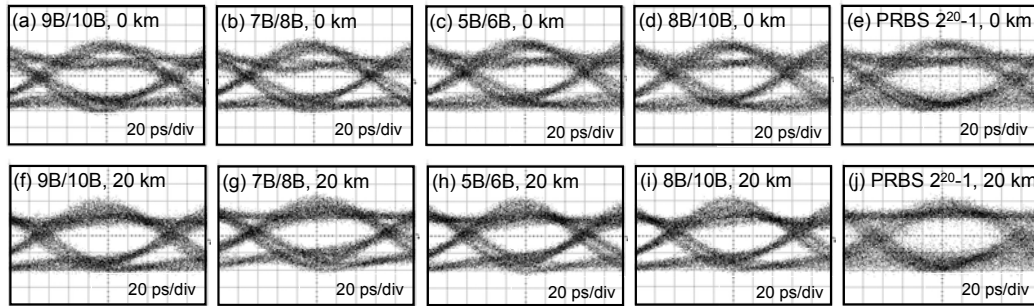 (a) 9B/10B, 0 km
(b) 7B/8B, 0 km
(c) 5B/6B, 0 km
(d) 8B/10B, 0 km
(e) PRBS 2²⁰-1, 0 km
20 ps/div
20 ps/div
20 ps/div
20 ps/div
20 ps/div
(f) 9B/10B, 20 km
(g) 7B/8B, 20 km
(h) 5B/6B, 20 km
(i) 8B/10B, 20 km
(j) PRBS 2²⁰-1, 20 km
20 ps/div
20 ps/div
20 ps/div
20 ps/div
20 ps/div